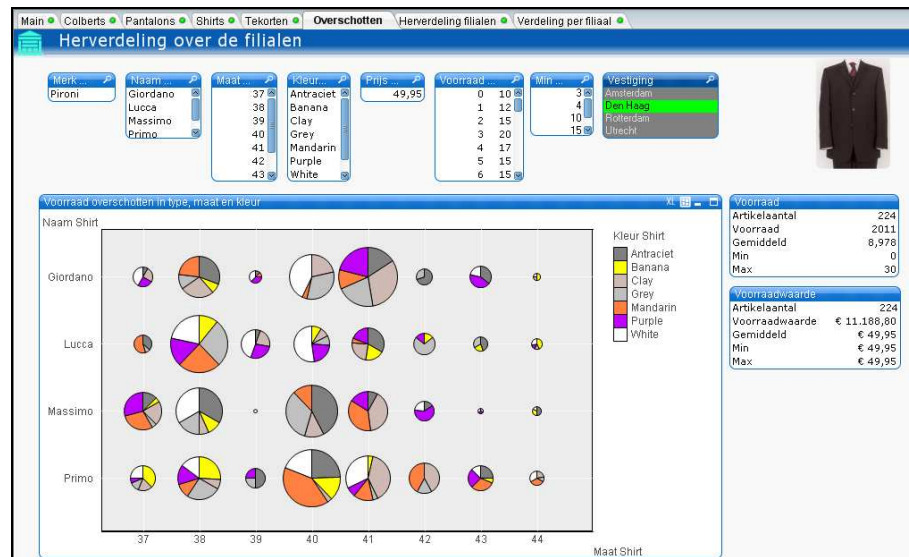 Main Colberts Pantalons Shirts Tekorten Overschotten Herverdeling filialen Verdeling per filiaal
Herverdeling over de filialen
Merk ...
Pironi
Naam ...
Giordano
Lucca
Massimo
Primo
Maat ...
37
38
39
40
41
42
43
Kleur...
Antraciet
Banana
Clay
Grey
Mandarin
Purple
White
Prijs ...
49,95
Voorraad ...
0 10
1 12
2 15
3 20
4 17
5 15
6 15
Min ...
3
4
10
15
Vestiging
Amsterdam
Den Haag
Rotterdam
Utrecht
Voorraad overschotten in type, maat en kleur XL
Naam Shirt
Giordano
Lucca
Massimo
Primo
37 38 39 40 41 42 43 44
Maat Shirt
Kleur Shirt
Antraciet
Banana
Clay
Grey
Mandarin
Purple
White
Voorraad
Artikelaantal 224
Voorraad 2011
Gemiddeld 8,978
Min 0
Max 30
Voorraadwaarde
Artikelaantal 224
Voorraadwaarde € 11.188,80
Gemiddeld € 49,95
Min € 49,95
Max € 49,95